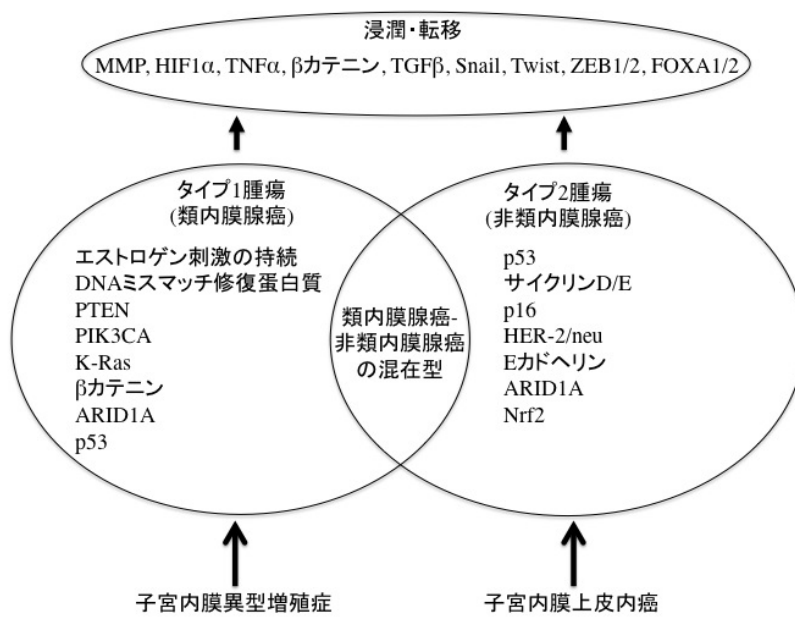 浸潤・転移
MMP, HIF1α, TNFα, βカテニン, TGFβ, Snail, Twist, ZEB1/2, FOXA1/2
タイプ1腫瘍
(類内膜腺癌)
エストロゲン刺激の持続
DNAミスマッチ修復蛋白質
PTEN
PIK3CA
K-Ras
βカテニン
ARID1A
p53
類内膜腺癌-
非類内膜腺癌
の混在型
タイプ2腫瘍
(非類内膜腺癌)
p53
サイクリンD/E
p16
HER-2/neu
Eカドヘリン
ARID1A
Nrf2
子宮内膜異型増殖症
子宮内膜上皮内癌